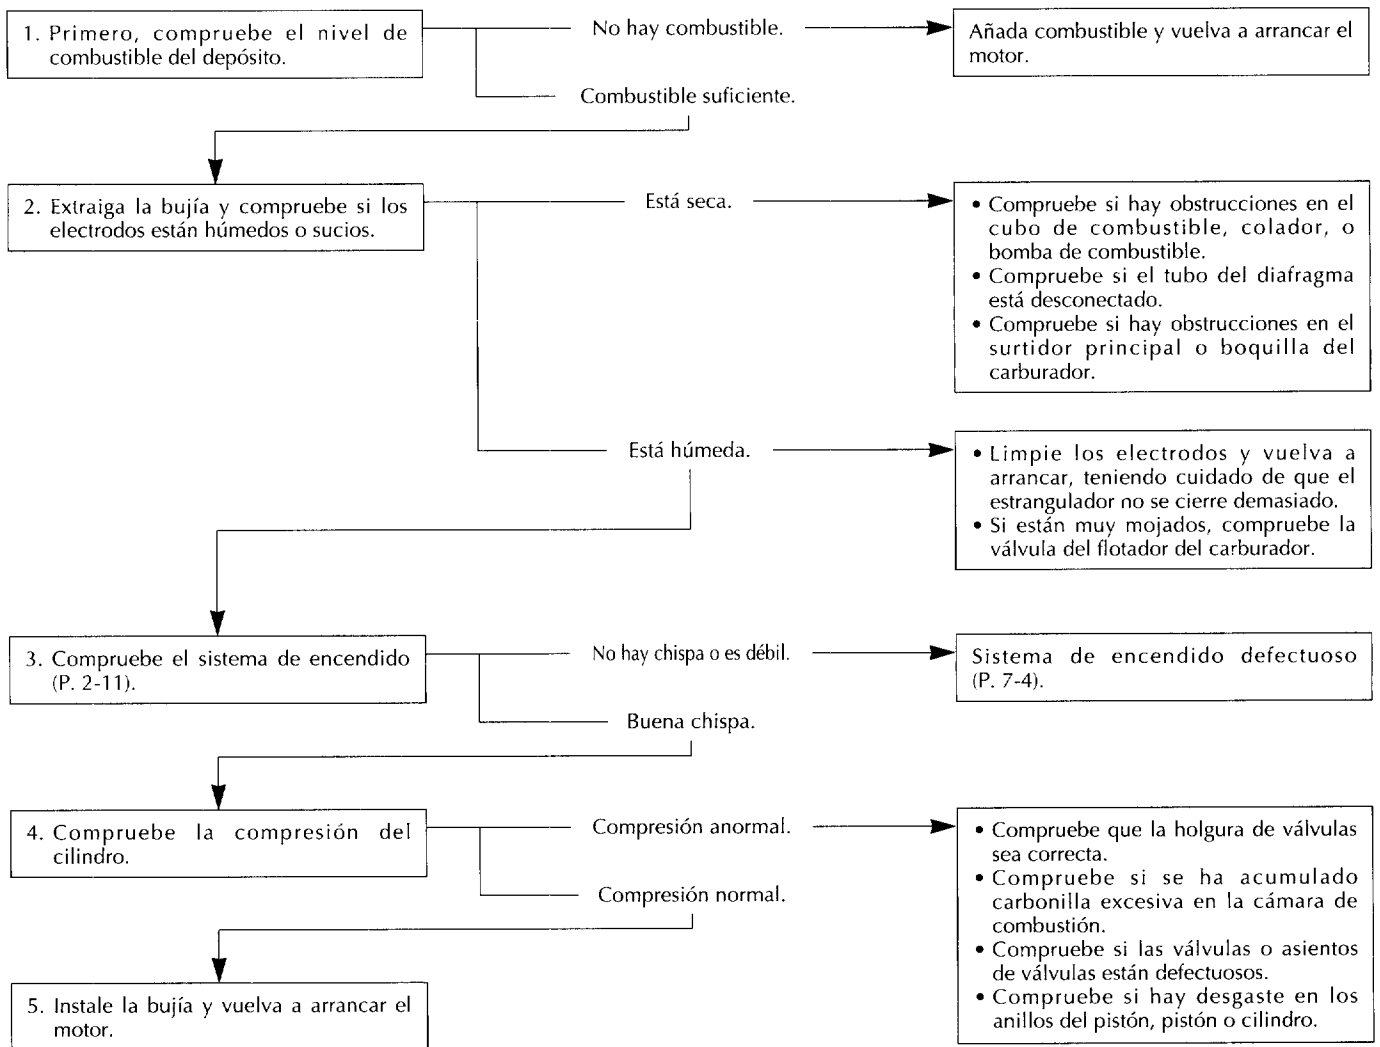 1. Primero, compruebe el nivel de
combustible del depósito.
No hay combustible.
Añada combustible y vuelva a arrancar el
motor.
Combustible suficiente.
2. Extraiga la bujía y compruebe si los
electrodos están húmedos o sucios.
Está seca.
• Compruebe si hay obstrucciones en el
cubo de combustible, colador, o
bomba de combustible.
• Compruebe si el tubo del diafragma
está desconectado.
• Compruebe si hay obstrucciones en el
surtidor principal o boquilla del
carburador.
Está húmeda.
• Limpie los electrodos y vuelva a
arrancar, teniendo cuidado de que el
estrangulador no se cierre demasiado.
• Si están muy mojados, compruebe la
válvula del flotador del carburador.
3. Compruebe el sistema de encendido
(P. 2-11).
No hay chispa o es débil.
Sistema de encendido defectuoso
(P. 7-4).
Buena chispa.
4. Compruebe la compresión del
cilindro.
Compresión anormal.
• Compruebe que la holgura de válvulas
sea correcta.
• Compruebe si se ha acumulado
carbonilla excesiva en la cámara de
combustión.
• Compruebe si las válvulas o asientos
de válvulas están defectuosos.
• Compruebe si hay desgaste en los
anillos del pistón, pistón o cilindro.
Compresión normal.
5. Instale la bujía y vuelva a arrancar el
motor.